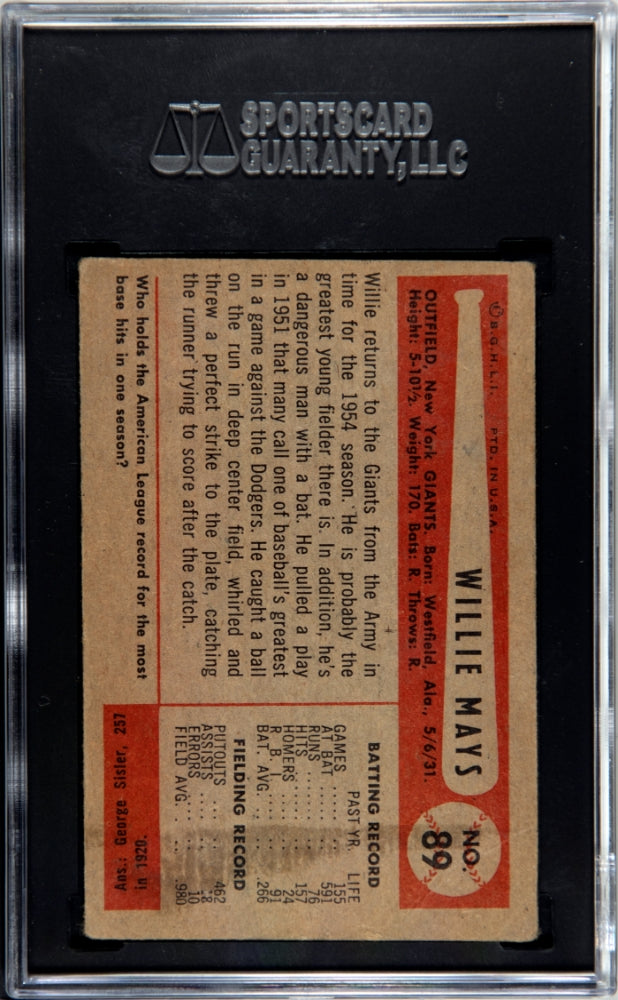 SPORTSCARD
GUARANTY, LLC
© B.G.H.L.I. PTD. IN U.S.A.
WILLIE MAYS
NO.
89
OUTFIELD, New York GIANTS. Born: Westfield, Ala., 5/6/31.
Height: 5-10½. Weight: 170. Bats: R. Throws: R.
Willie returns to the Giants from the Army in
time for the 1954 season. He is probably the
greatest young fielder there is. In addition, he's
a dangerous man with a bat. He pulled a play
in 1951 that many call one of baseball's greatest
in a game against the Dodgers. He caught a ball
on the run in deep center field, whirled and
threw a perfect strike to the plate, catching
the runner trying to score after the catch.
BATTING RECORD
PAST YR. LIFE
GAMES ..... 155
AT BAT ..... 591
RUNS ..... 76
HITS ..... 157
HOMERS ..... 24
R. B. I. ..... 91
BAT. AVG. ... .266
FIELDING RECORD
PUTOUTS ... 462
ASSISTS .... 18
ERRORS .... 10
FIELD AVG. ... .980
Who holds the American League record for the most
base hits in one season?
Ans.: George Sisler, 257
in 1920.